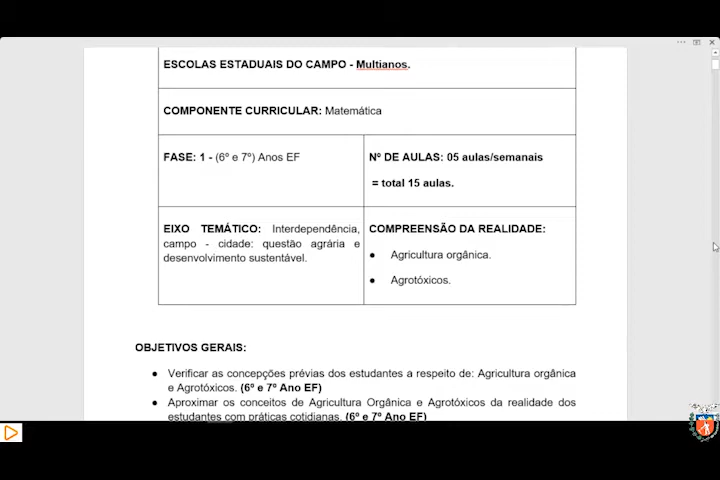 ESCOLAS ESTADUAIS DO CAMPO - Multianos.
COMPONENTE CURRICULAR: Matemática
FASE: 1 - (6º e 7º) Anos EF
Nº DE AULAS: 05 aulas/semanais
= total 15 aulas.
EIXO TEMÁTICO: Interdependência,
campo - cidade: questão agrária e
desenvolvimento sustentável.
COMPREENSÃO DA REALIDADE:
● Agricultura orgânica.
● Agrotóxicos.
OBJETIVOS GERAIS:
● Verificar as concepções prévias dos estudantes a respeito de: Agricultura orgânica
e Agrotóxicos. (6º e 7º Ano EF)
● Aproximar os conceitos de Agricultura Orgânica e Agrotóxicos da realidade dos
estudantes com práticas cotidianas. (6º e 7º Ano EF)